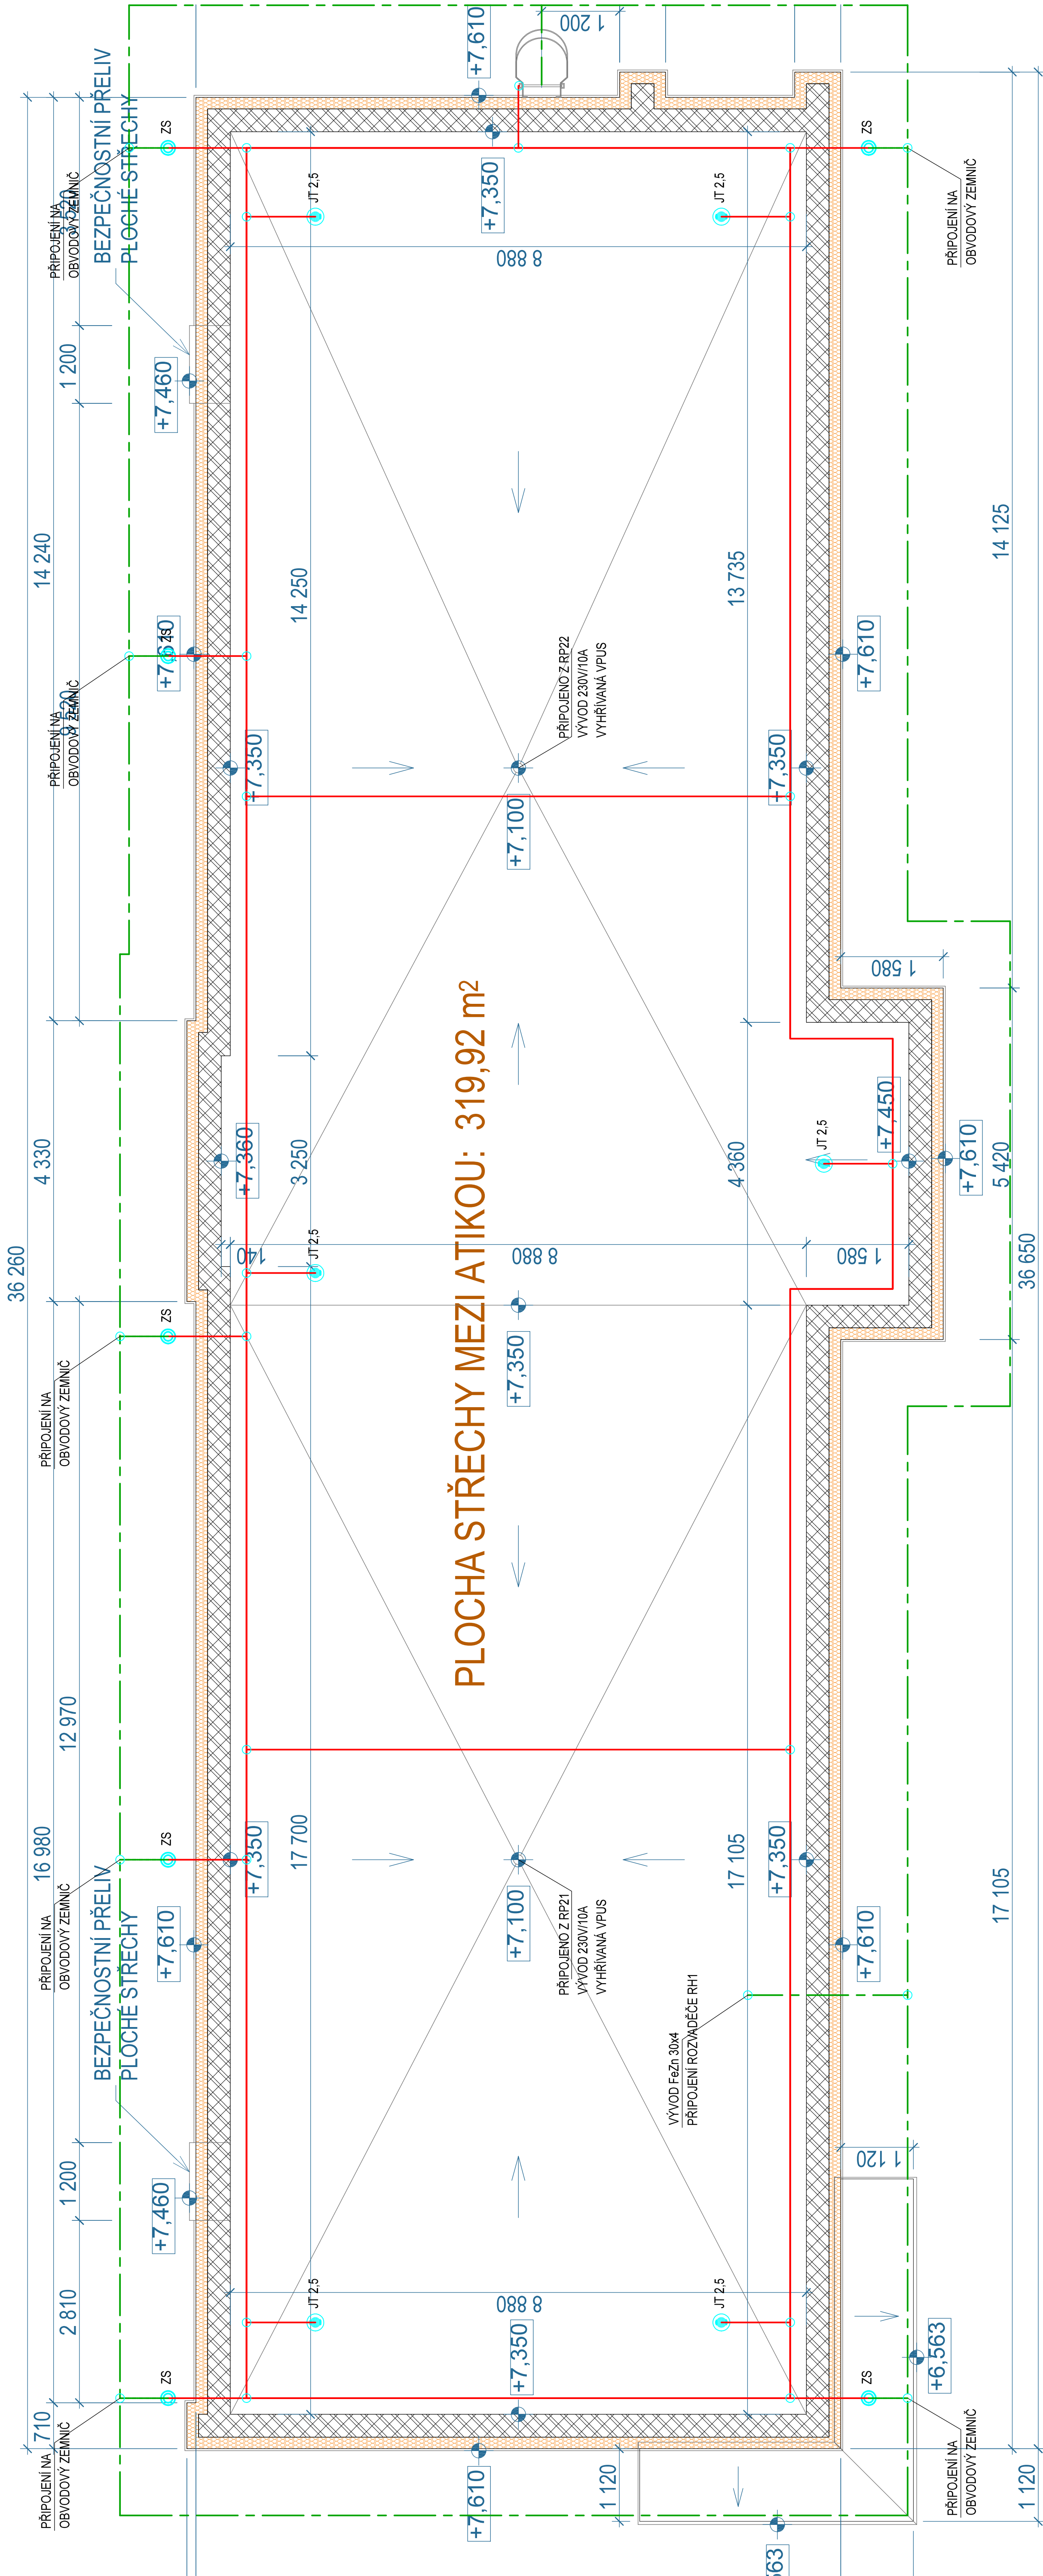 +7,610
1 200
BEZPEČNOSTNÍ PŘELIV
PLOCHÉ STŘECHY
ZS
ZS
3 520
PŘIPOJENÍ NA
OBVODOVÝ ZEMNIČ
+7,350
JT 2,5
JT 2,5
PŘIPOJENÍ NA
OBVODOVÝ ZEMNIČ
8 880
1 200
+7,460
14 240
14 250
13 735
14 125
+7,610
ZS
+7,610
9 520
PŘIPOJENÍ NA
OBVODOVÝ ZEMNIČ
PŘIPOJENO Z RP22
VÝVOD 230V/10A
VYHŘÍVANÁ VPUS
+7,350
+7,350
+7,100
1 580
PLOCHA STŘECHY MEZI ATIKOU: 319,92 m²
4 330
+7,360
3 250
4 360
JT 2,5
+7,450
+7,610
5 420
36 260
140
JT 2,5
8 880
1 580
36 650
ZS
+7,350
PŘIPOJENÍ NA
OBVODOVÝ ZEMNIČ
12 970
16 980
17 700
17 105
17 105
ZS
+7,350
+7,350
+7,100
+7,610
+7,610
PŘIPOJENÍ NA
OBVODOVÝ ZEMNIČ
BEZPEČNOSTNÍ PŘELIV
PLOCHÉ STŘECHY
PŘIPOJENO Z RP21
VÝVOD 230V/10A
VYHŘÍVANÁ VPUS
VÝVOD FeZn 30x4
PŘIPOJENÍ ROZVADĚČE RH1
1 200
+7,460
1 120
2 810
JT 2,5
JT 2,5
8 880
+7,350
+6,563
ZS
ZS
710
PŘIPOJENÍ NA
OBVODOVÝ ZEMNIČ
PŘIPOJENÍ NA
OBVODOVÝ ZEMNIČ
+7,610
1 120
1 120